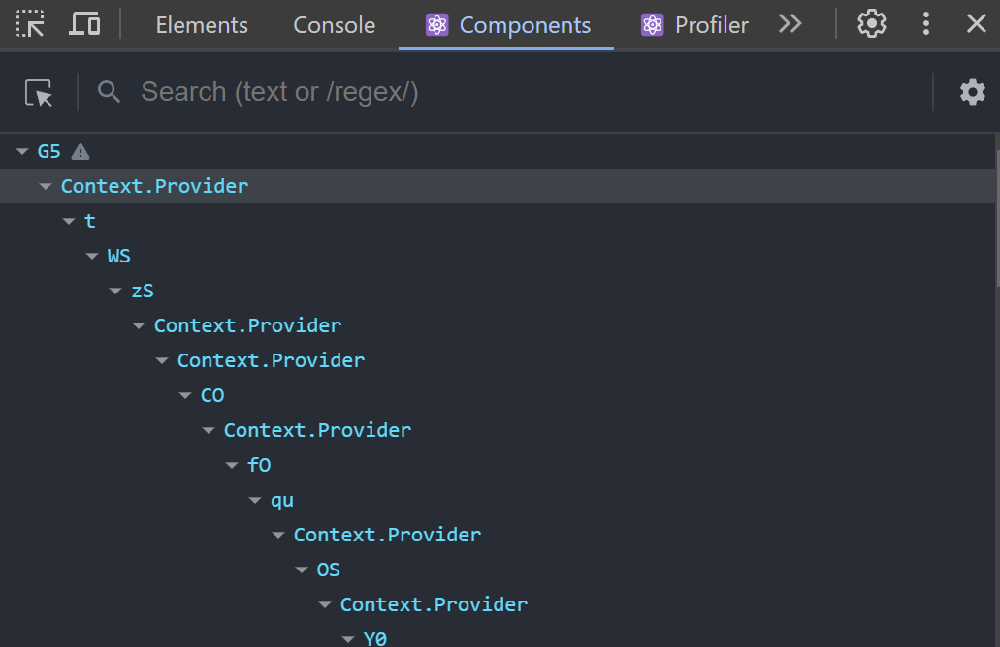 Elements Console Components Profiler
Search (text or /regex/)
G5
Context.Provider
t
WS
zS
Context.Provider
Context.Provider
CO
Context.Provider
fO
qu
Context.Provider
OS
Context.Provider
Y0